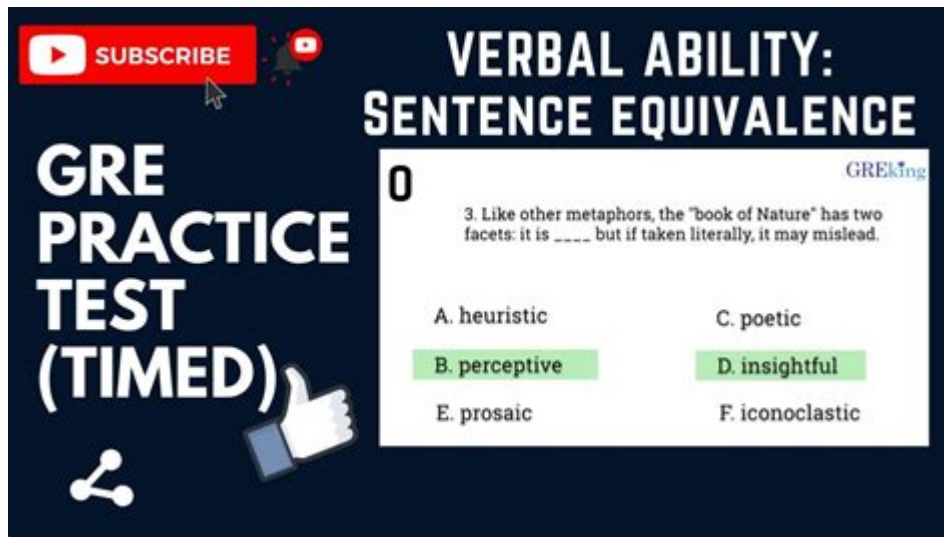 SUBSCRIBE
VERBAL ABILITY:
SENTENCE EQUIVALENCE
GRE
PRACTICE
TEST
(TIMED)
0
GREking
3. Like other metaphors, the "book of Nature" has two
facets: it is ____ but if taken literally, it may mislead.
A. heuristic
C. poetic
B. perceptive
D. insightful
E. prosaic
F. iconoclastic